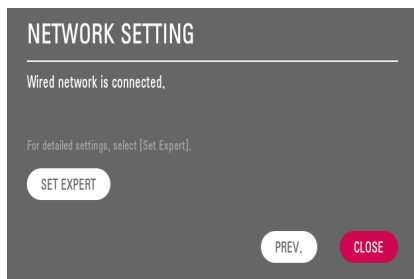 NETWORK SETTING
Wired network is connected.
For detailed settings, select [Set Expert].
SET EXPERT
PREV.
CLOSE